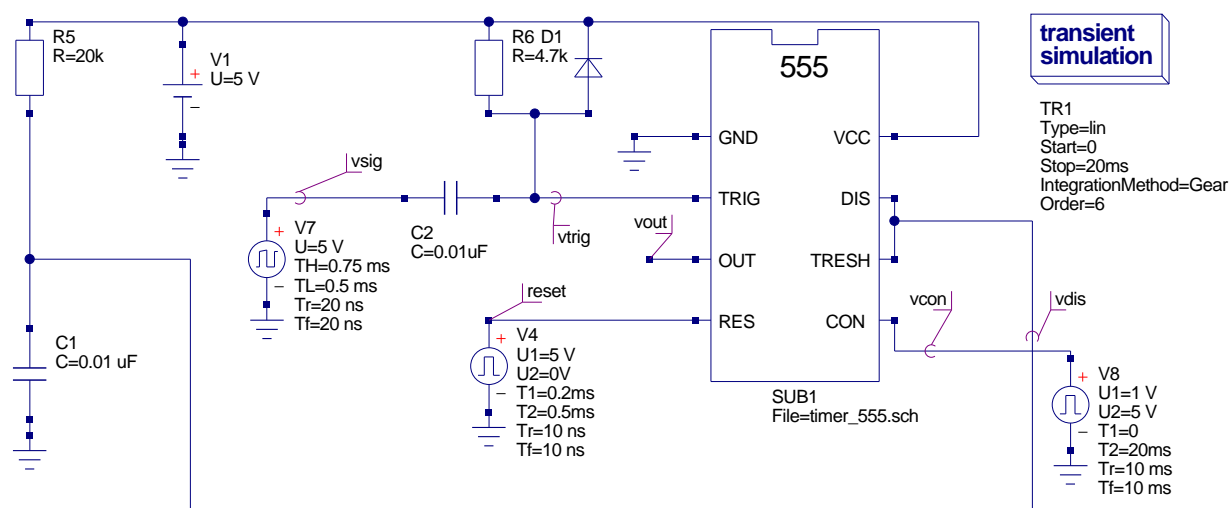 R5
R=20k
V1
U=5 V
R6 D1
R=4.7k
555
transient
simulation
TR1
Type=lin
Start=0
Stop=20ms
IntegrationMethod=Gear
Order=6
GND
VCC
vsig
TRIG
DIS
C2
C=0.01uF
vtrig
vout
V7
U=5 V
TH=0.75 ms
TL=0.5 ms
Tr=20 ns
Tf=20 ns
OUT
TRESH
reset
RES
CON
vcon
vdis
C1
C=0.01 uF
V4
U1=5 V
U2=0V
T1=0.2ms
T2=0.5ms
Tr=10 ns
Tf=10 ns
SUB1
File=timer_555.sch
V8
U1=1 V
U2=5 V
T1=0
T2=20ms
Tr=10 ms
Tf=10 ms